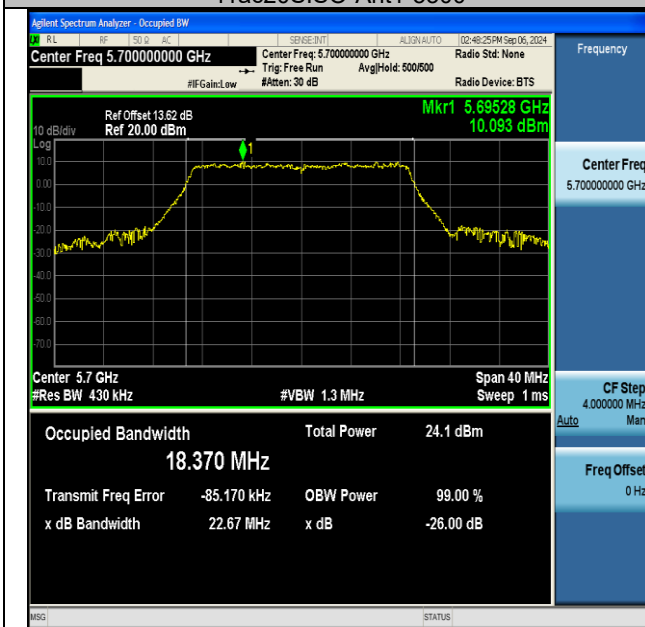 Agilent Spectrum Analyzer - Occupied BW
RL RF 50 Ω AC SENSE:INT ALIGN AUTO 02:48:25 PM Sep 06, 2024
Center Freq 5.700000000 GHz Center Freq: 5.700000000 GHz Radio Std: None
Trig: Free Run Avg|Hold: 500/500
#IFGain:Low #Atten: 30 dB Radio Device: BTS
Frequency
Mkr1 5.69528 GHz
Ref Offset 13.62 dB
10 dB/div Ref 20.00 dBm 10.093 dBm
Log
10.0
1
0.00
-10.0
-20.0
-30.0
-40.0
-50.0
-60.0
-70.0
Center Freq
5.700000000 GHz
Center 5.7 GHz Span 40 MHz
#Res BW 430 kHz #VBW 1.3 MHz Sweep 1 ms
CF Step
4.000000 MHz
Auto Man
Occupied Bandwidth Total Power 24.1 dBm
18.370 MHz
Freq Offset
0 Hz
Transmit Freq Error -85.170 kHz OBW Power 99.00 %
x dB Bandwidth 22.67 MHz x dB -26.00 dB
MSG STATUS